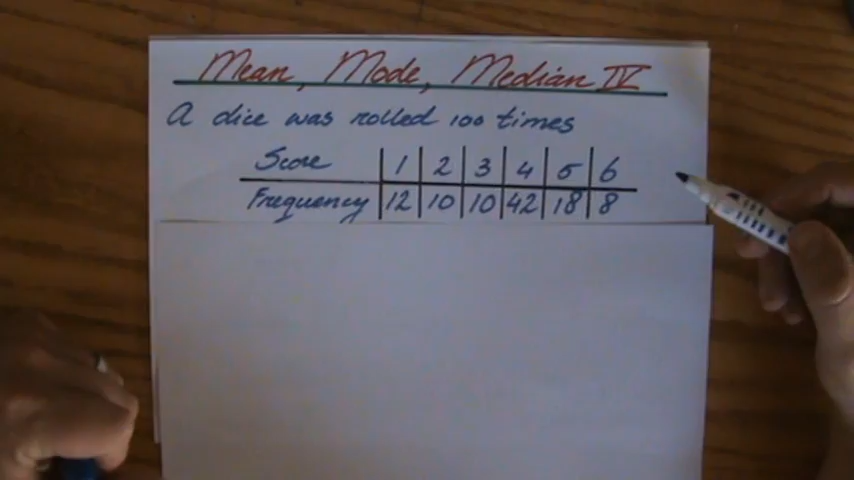 Mean, Mode, Median IV
A dice was rolled 100 times
Score 1 2 3 4 5 6
Frequency 12 10 10 42 18 8